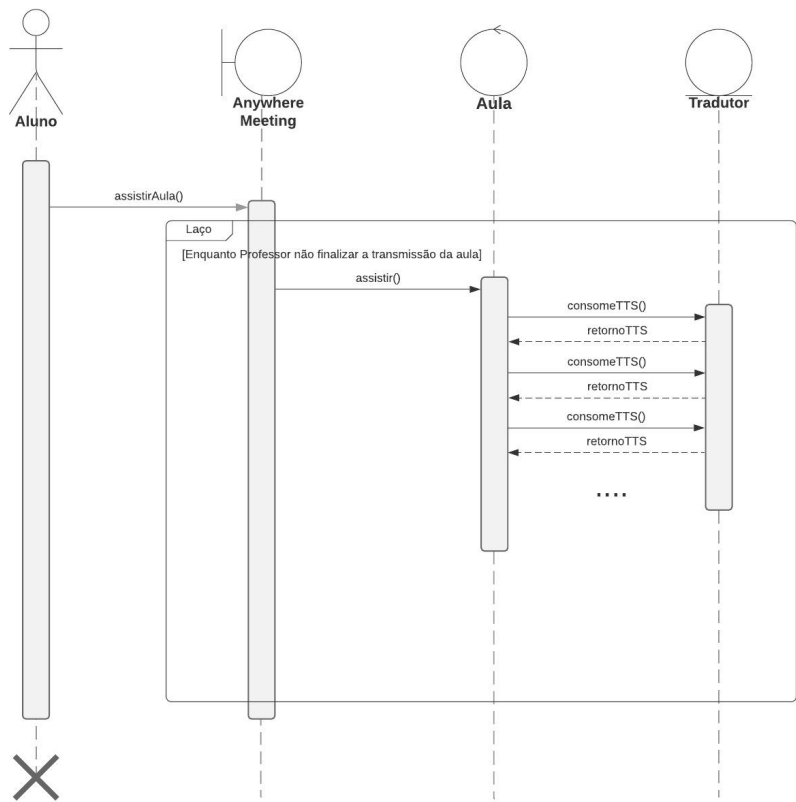 Aluno
Anywhere
Meeting
Aula
Tradutor
assistirAula()
Laço
[Enquanto Professor não finalizar a transmissão da aula]
assistir()
consomeTTS()
retornoTTS
consomeTTS()
retornoTTS
consomeTTS()
retornoTTS
....